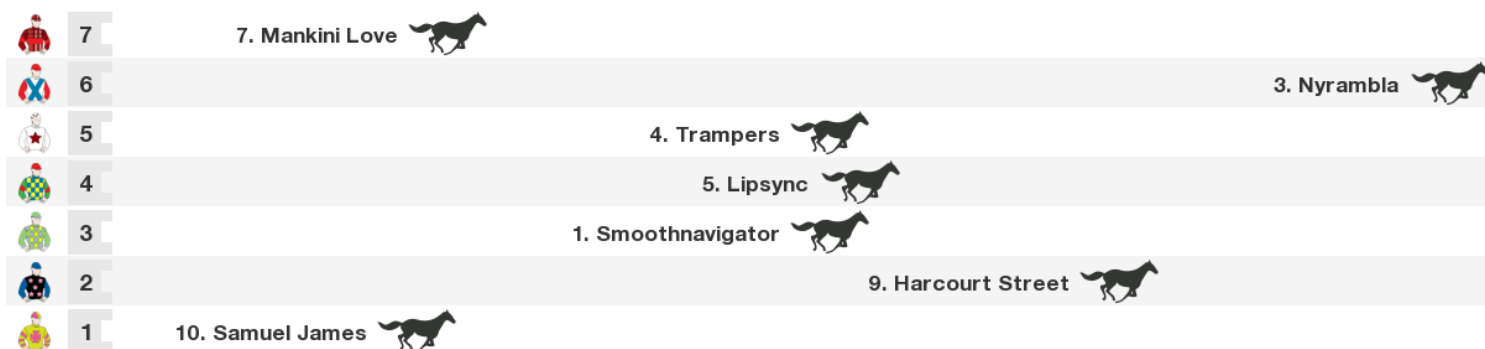 7 7. Mankini Love
6 3. Nyrambla
5 4. Trampers
4 5. Lipsync
3 1. Smoothnavigator
2 9. Harcourt Street
1 10. Samuel James